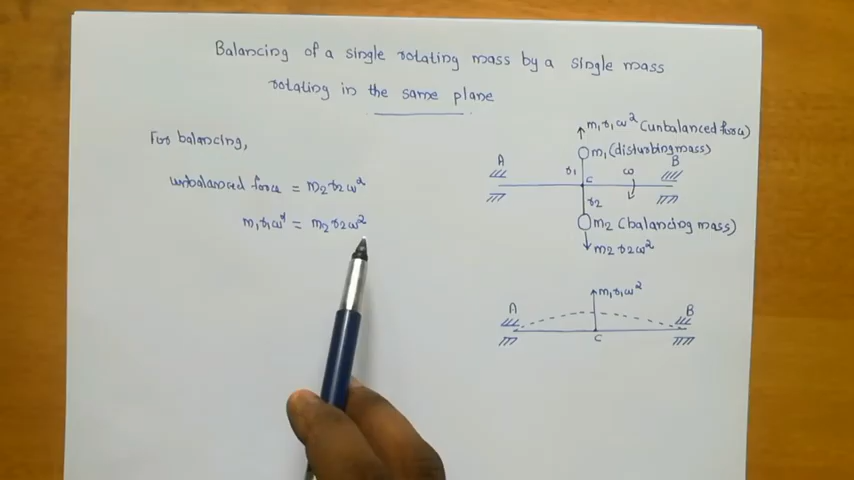 Balancing of a single rotating mass by a single mass
rotating in the same plane
For balancing,
unbalanced force = m₂r₂ω²
m₁r₁ω² = m₂r₂ω²
m₁r₁ω² (unbalanced force)
m₁ (disturbing mass)
A
B
r₁
C
ω
r₂
m₂ (balancing mass)
m₂r₂ω²
m₁r₁ω²
A
B
C